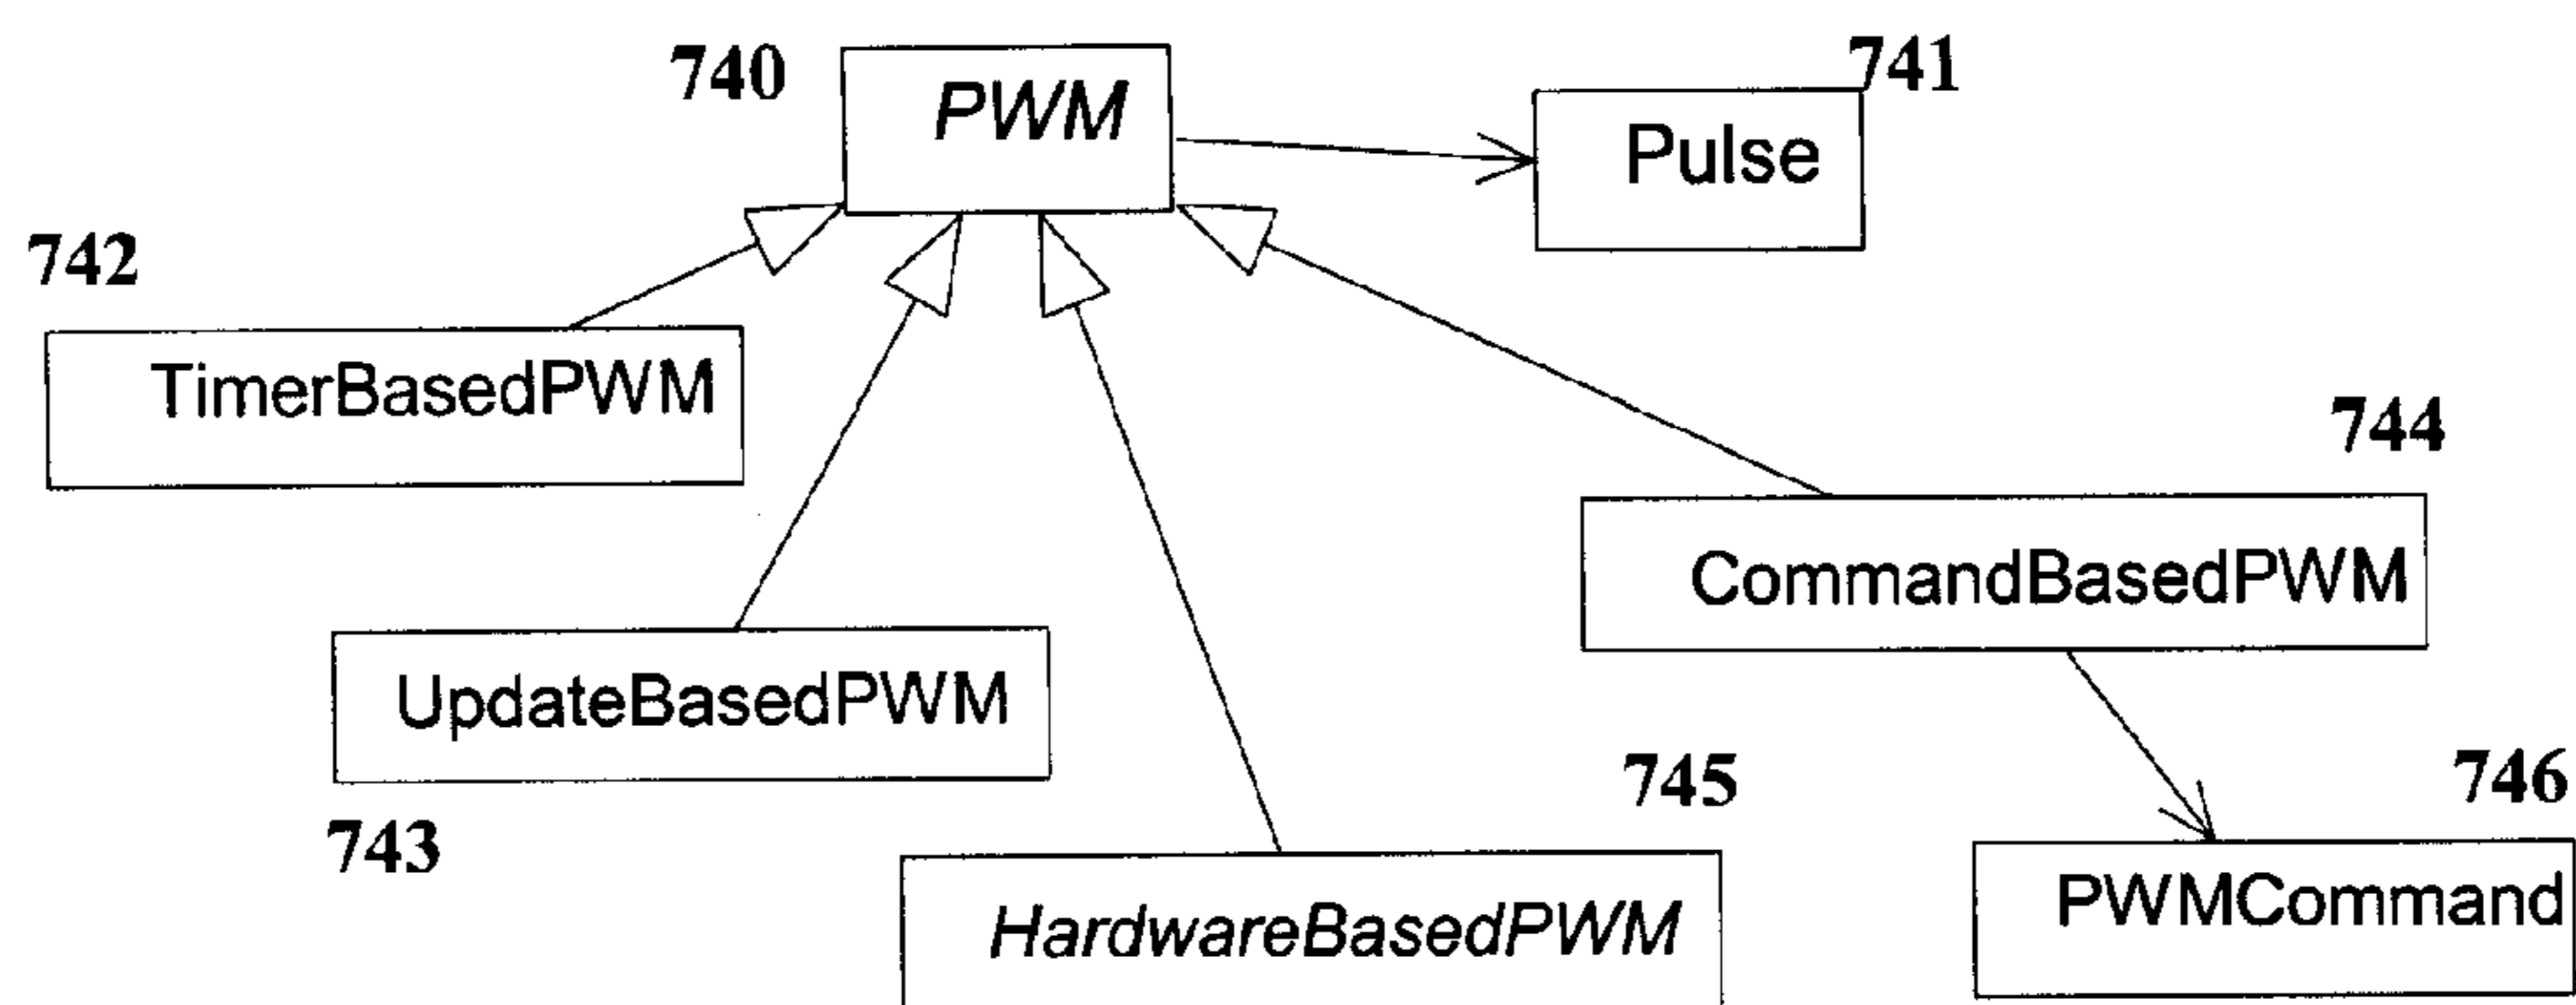 740
PWM
741
Pulse
742
TimerBasedPWM
744
CommandBasedPWM
UpdateBasedPWM
743
745
HardwareBasedPWM
746
PWMCommand